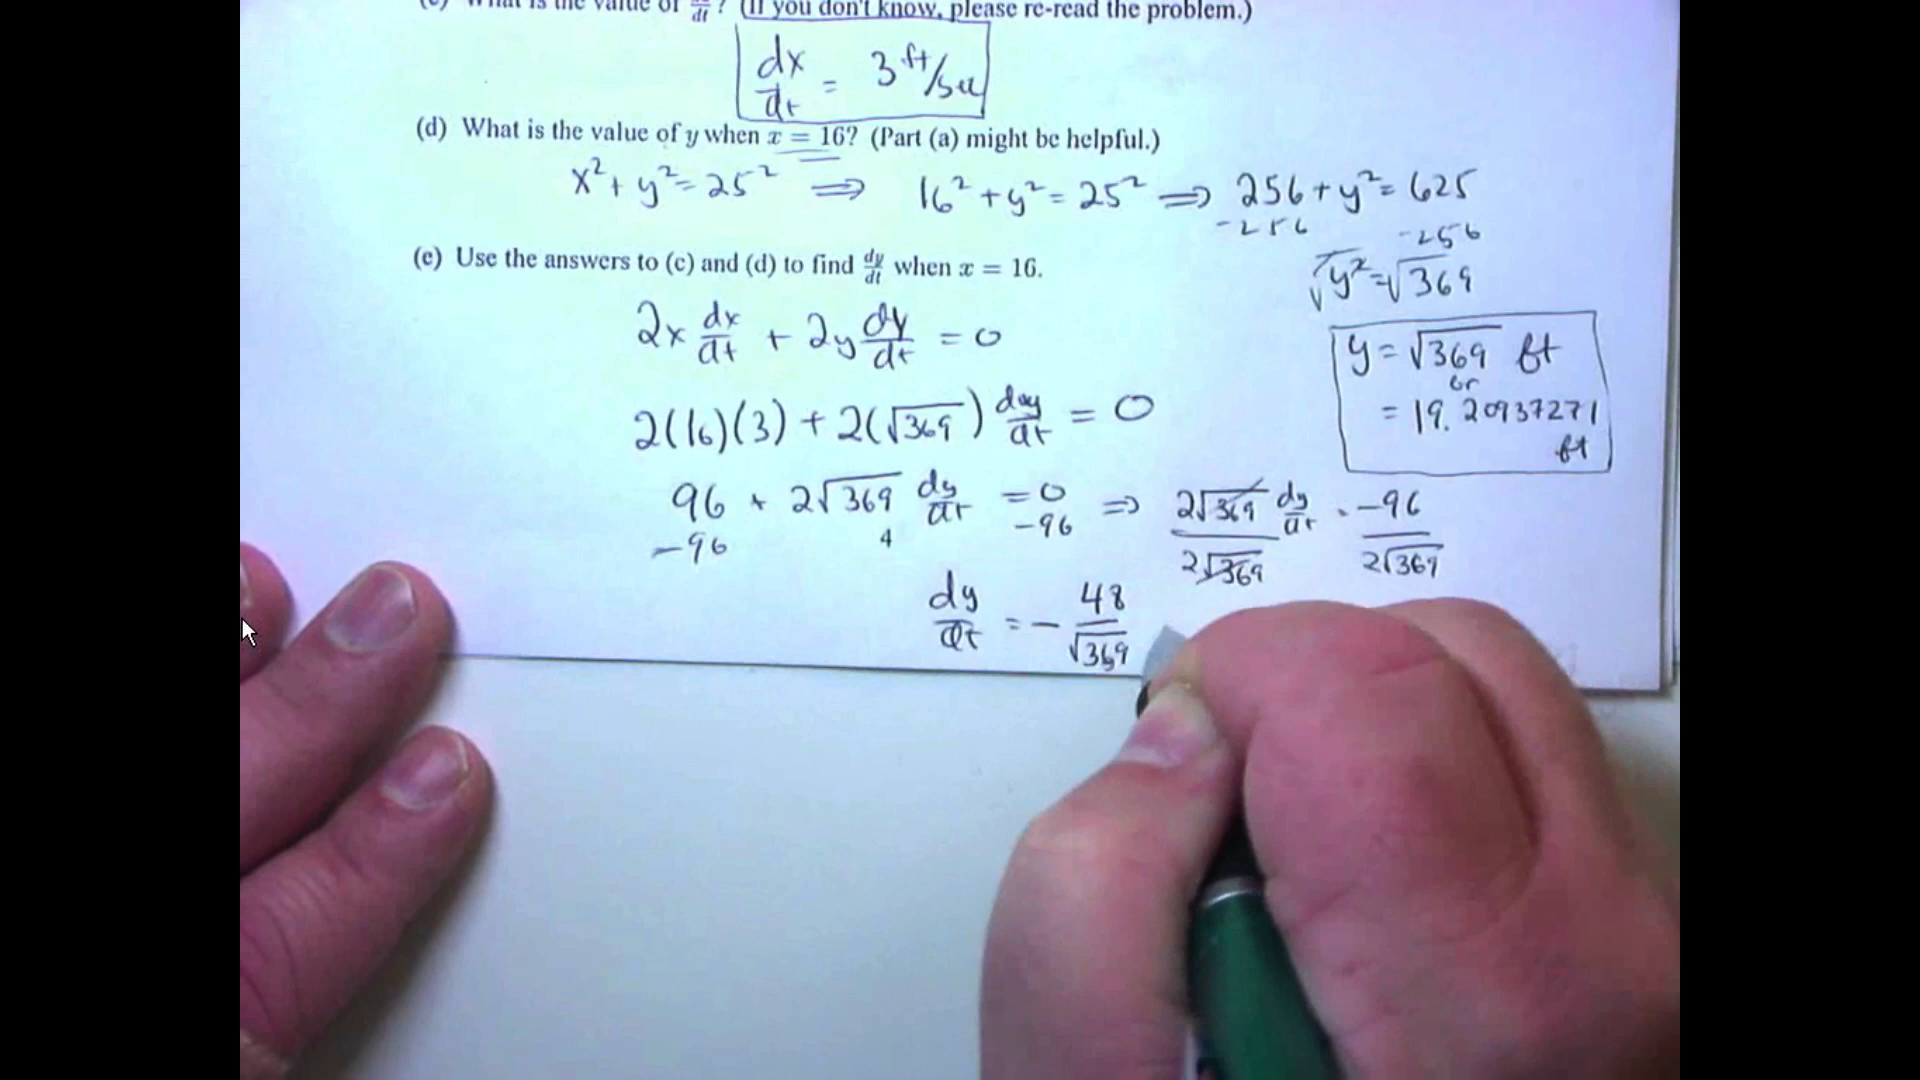 (c) What is the value of dx/dt? (If you don't know, please re-read the problem.)
dx/dt = 3 ft/sec
(d) What is the value of y when x = 16? (Part (a) might be helpful.)
x² + y² = 25² ⇒ 16² + y² = 25² ⇒ 256 + y² = 625
-256 -256
√y² = √369
y = √369 ft
or
= 19.20937271
ft
(e) Use the answers to (c) and (d) to find dy/dt when x = 16.
2x dx/dt + 2y dy/dt = 0
2(16)(3) + 2(√369) dy/dt = 0
96 + 2√369 dy/dt = 0 ⇒ 2√369 dy/dt = -96
-96 -96 2√369 2√369
dy/dt = - 48/√369